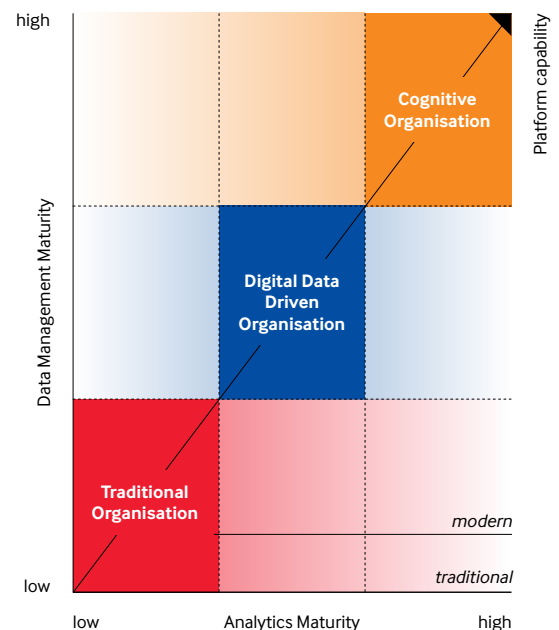 high
Platform capability
Cognitive
Organisation
Data Management Maturity
Digital Data
Driven
Organisation
Traditional
Organisation
modern
traditional
low
low
Analytics Maturity
high